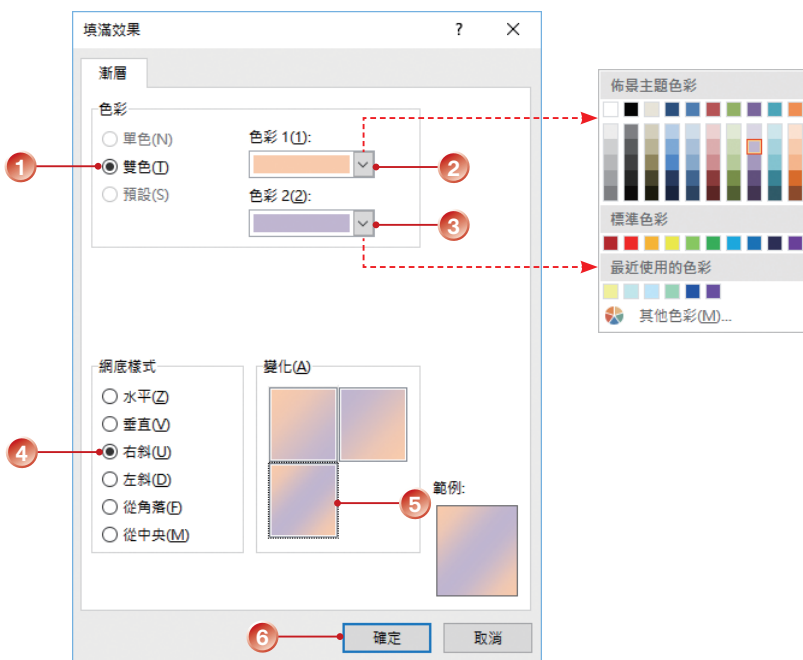 填滿效果
?
漸層
色彩
單色(N)
雙色(T)
預設(S)
色彩 1(1):
色彩 2(2):
1
2
3
佈景主題色彩
標準色彩
最近使用的色彩
其他色彩(M)...
網底樣式
水平(Z)
垂直(V)
右斜(U)
左斜(D)
從角落(F)
從中央(M)
4
變化(A)
5
範例:
6
確定
取消